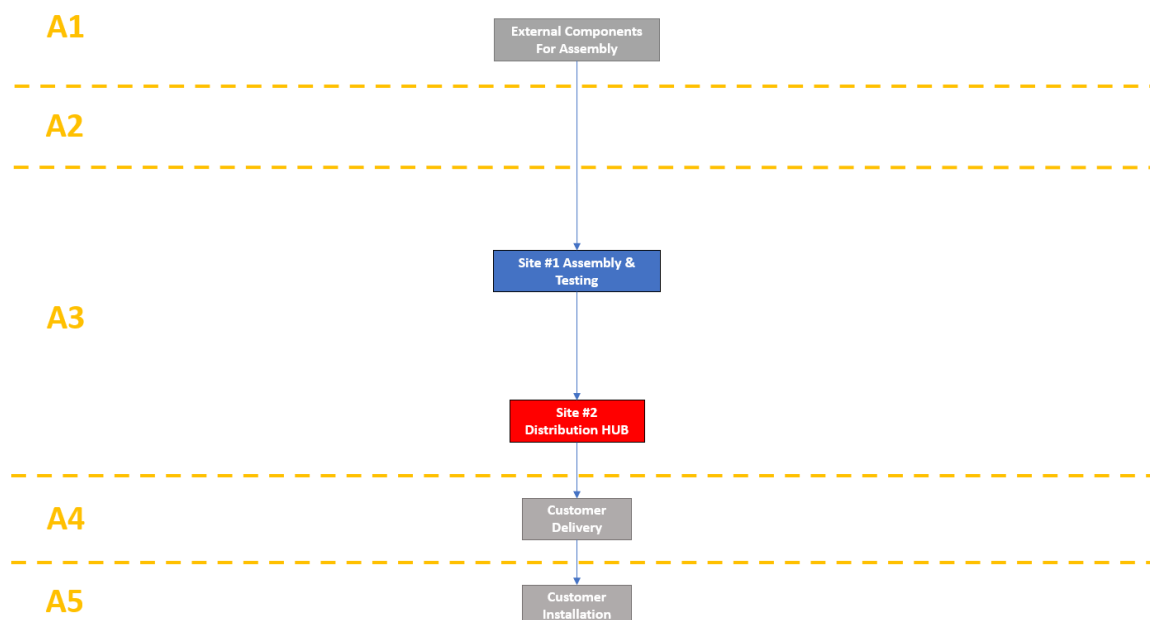 A1
External Components
For Assembly
A2
Site #1 Assembly &
Testing
A3
Site #2
Distribution HUB
A4
Customer
Delivery
A5
Customer
Installation